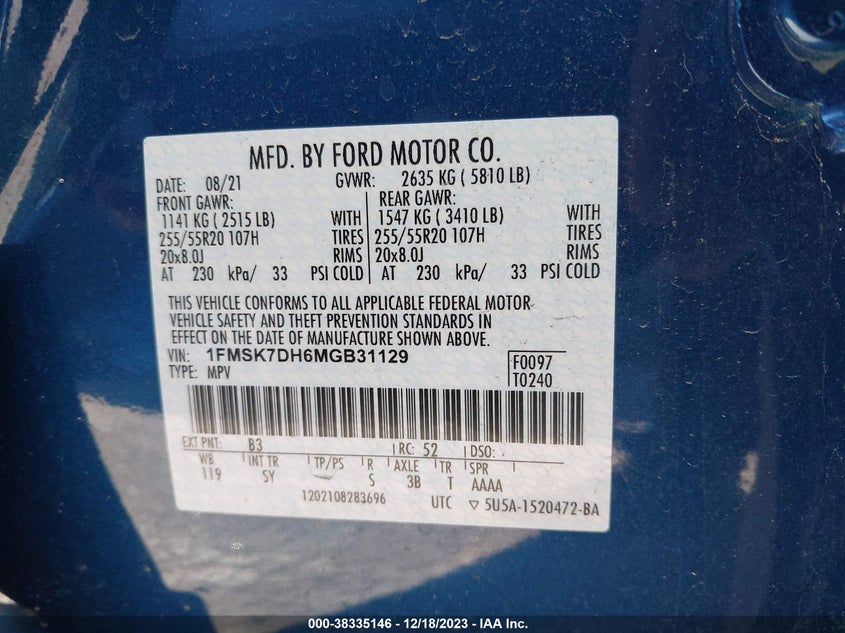 MFD. BY FORD MOTOR CO.
DATE: 08/21 GVWR: 2635 KG ( 5810 LB)
FRONT GAWR: REAR GAWR:
1141 KG ( 2515 LB) WITH 1547 KG ( 3410 LB) WITH
255/55R20 107H TIRES 255/55R20 107H TIRES
20x8.0J RIMS 20x8.0J RIMS
AT 230 kPa/ 33 PSI COLD AT 230 kPa/ 33 PSI COLD
THIS VEHICLE CONFORMS TO ALL APPLICABLE FEDERAL MOTOR
VEHICLE SAFETY AND THEFT PREVENTION STANDARDS IN
EFFECT ON THE DATE OF MANUFACTURE SHOWN ABOVE.
VIN: 1FMSK7DH6MGB31129 F0097
TYPE: MPV T0240
EXT PNT: B3 RC: 52 DSO:
WB INT TR TP/PS R AXLE TR SPR
119 SY S 3B T AAAA
1202108283696 UTC ▽ 5U5A-1520472-BA
000-38335146 - 12/18/2023 - IAA Inc.